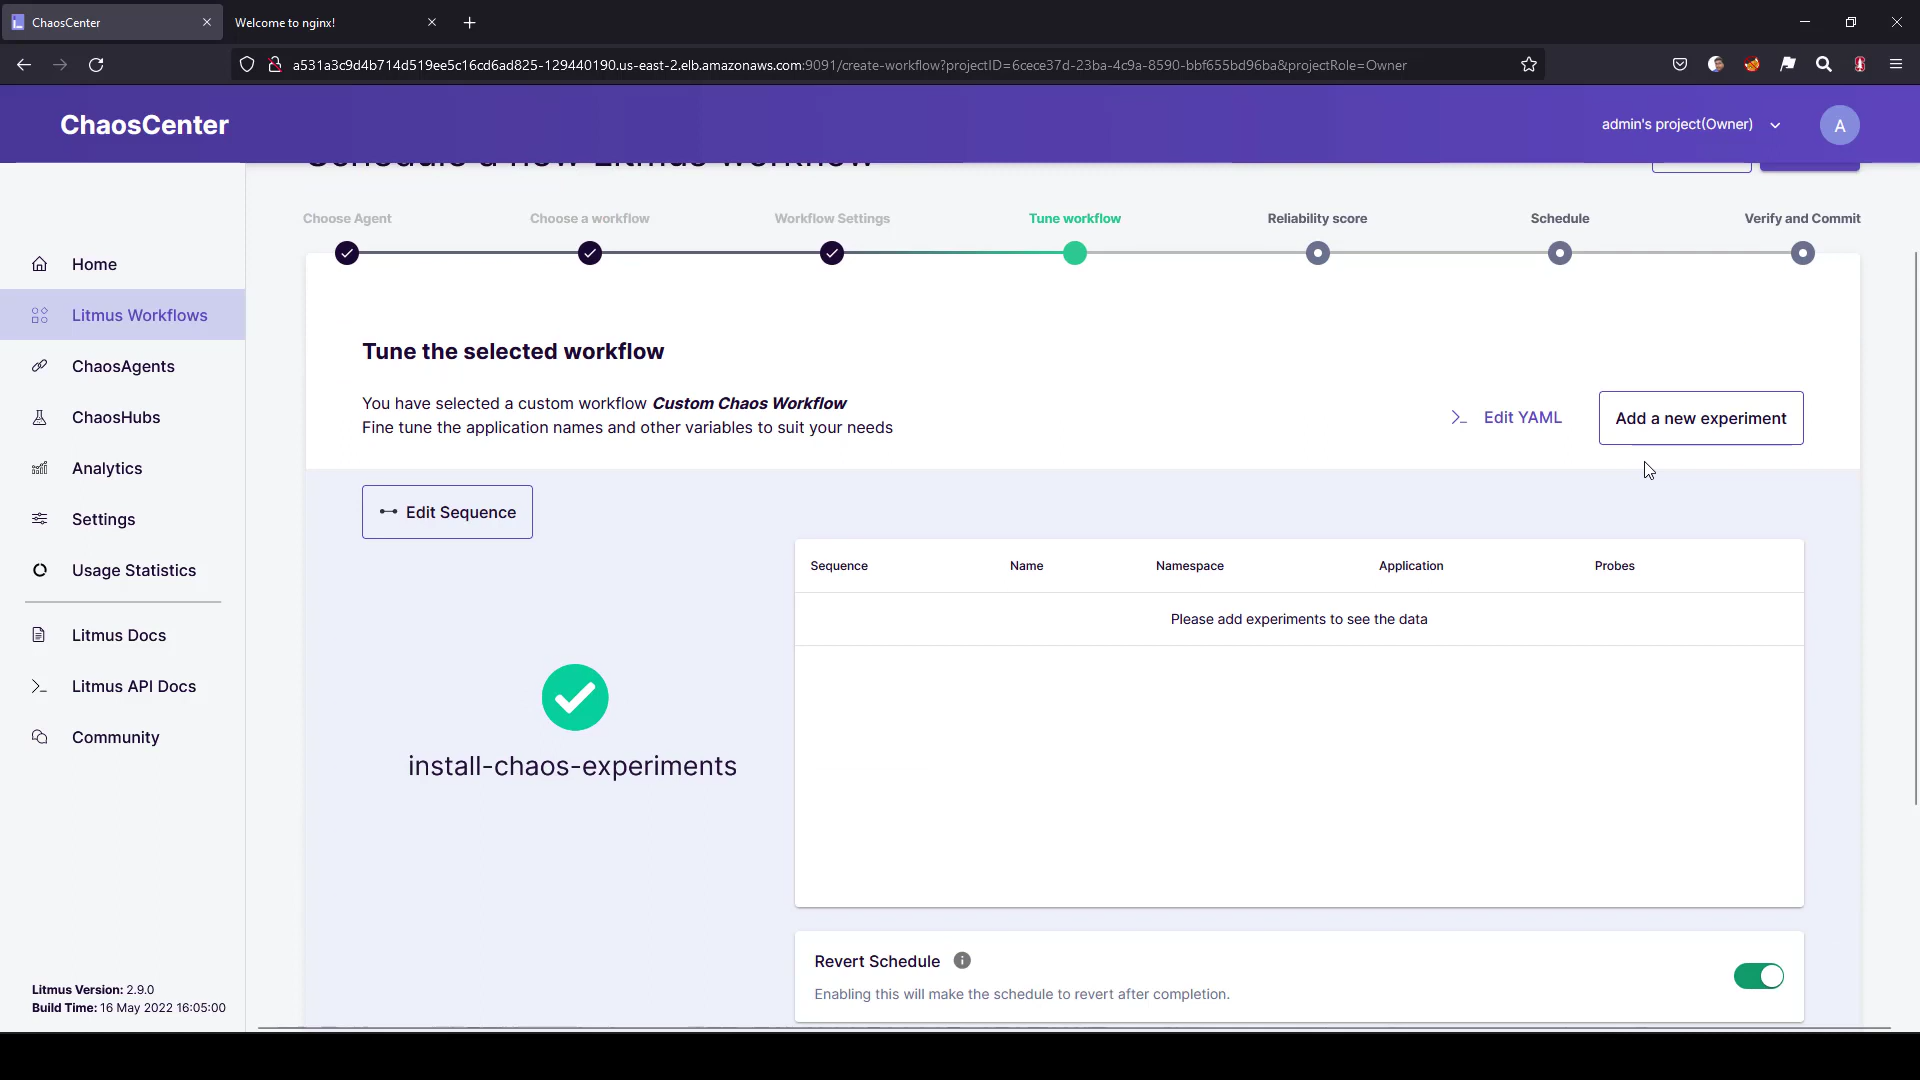 ChaosCenter
Welcome to nginx!
a531a3c9d4b714d519ee5c16cd6ad825-129440190.us-east-2.elb.amazonaws.com:9091/create-workflow?projectID=6cece37d-23ba-4c9a-8590-bbf655bd96ba&projectRole=Owner
ChaosCenter
admin's project(Owner)
A
Schedule a new Litmus workflow
Choose Agent
Choose a workflow
Workflow Settings
Tune workflow
Reliability score
Schedule
Verify and Commit
Home
Litmus Workflows
ChaosAgents
ChaosHubs
Analytics
Settings
Usage Statistics
Litmus Docs
Litmus API Docs
Community
Litmus Version: 2.9.0
Build Time: 16 May 2022 16:05:00
Tune the selected workflow
You have selected a custom workflow Custom Chaos Workflow
Fine tune the application names and other variables to suit your needs
Edit YAML
Add a new experiment
Edit Sequence
Sequence
Name
Namespace
Application
Probes
Please add experiments to see the data
install-chaos-experiments
Revert Schedule
Enabling this will make the schedule to revert after completion.